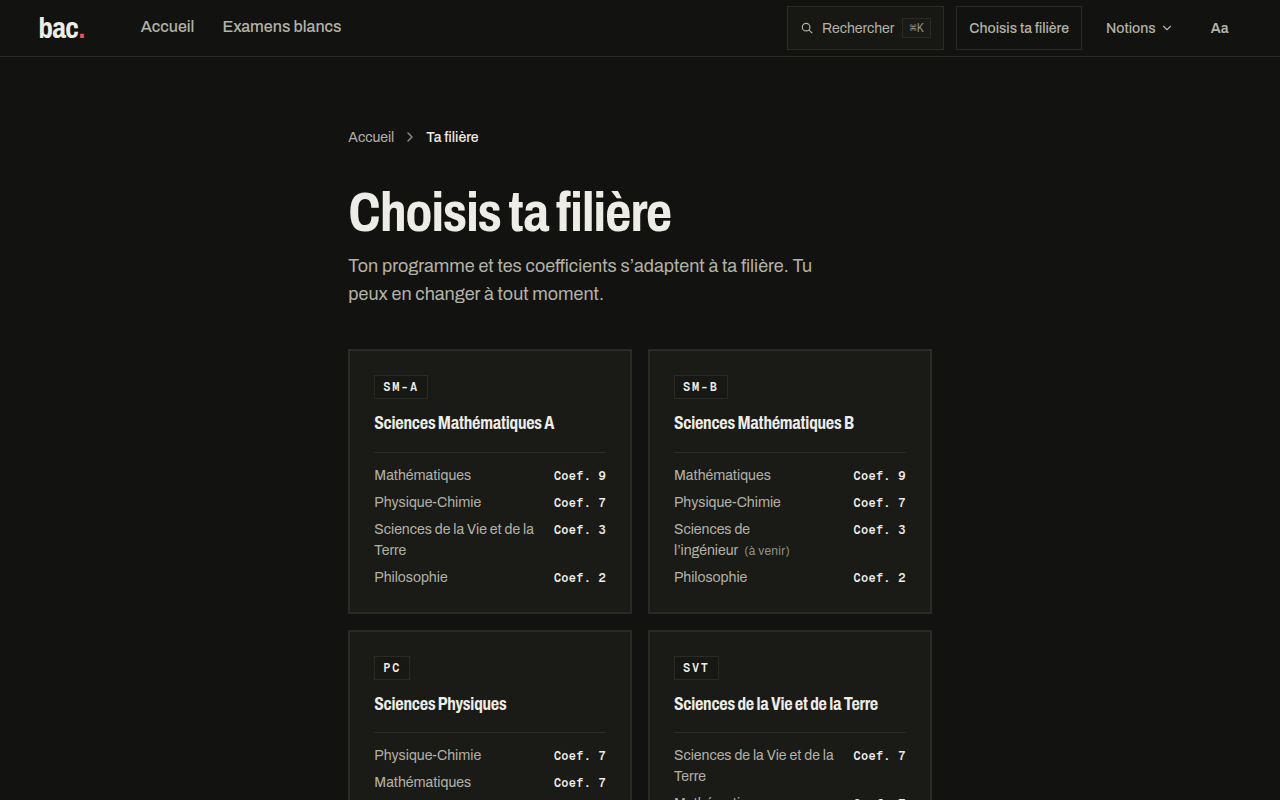 bac.
Accueil
Examens blancs
Rechercher ⌘K
Choisis ta filière
Notions
Aa
Accueil
Ta filière
Choisis ta filière
Ton programme et tes coefficients s’adaptent à ta filière. Tu
peux en changer à tout moment.
SM-A
Sciences Mathématiques A
Mathématiques Coef. 9
Physique-Chimie Coef. 7
Sciences de la Vie et de la Coef. 3
Terre
Philosophie Coef. 2
SM-B
Sciences Mathématiques B
Mathématiques Coef. 9
Physique-Chimie Coef. 7
Sciences de Coef. 3
l’ingénieur (à venir)
Philosophie Coef. 2
PC
Sciences Physiques
Physique-Chimie Coef. 7
Mathématiques Coef. 7
SVT
Sciences de la Vie et de la Terre
Sciences de la Vie et de la Coef. 7
Terre